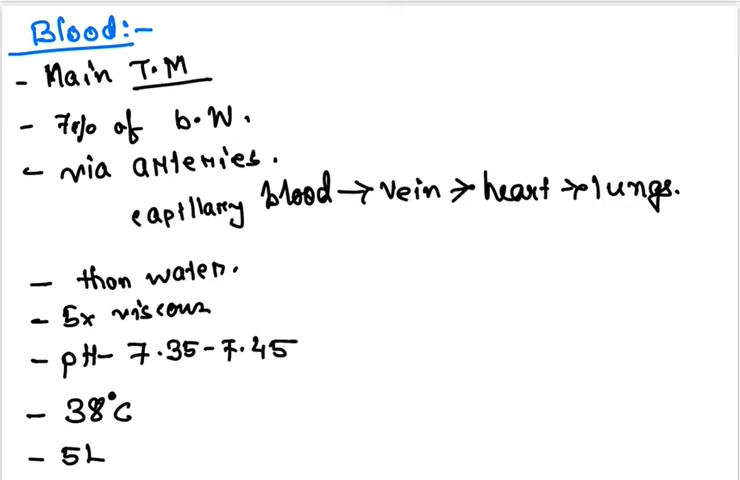 Blood:-
- Main T.M
- 7% of b.W.
- via arteries.
capillary blood → vein → heart → lungs.
- than water.
- 5x viscous
- pH- 7.35-7.45
- 38°C
- 5L